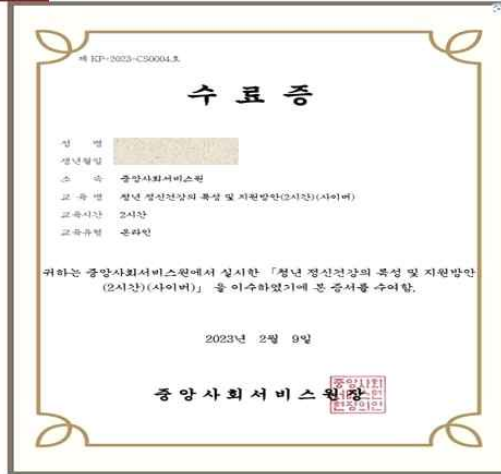 제 KP-2023-CS0004호
수료증
성 명
생년월일
소 속 중앙사회서비스원
교 육 명 청년 정신건강의 특성 및 지원방안(2시간)(사이버)
교육시간 2시간
교육유형 온라인
귀하는 중앙사회서비스원에서 실시한 「청년 정신건강의 특성 및 지원방안
(2시간)(사이버)」 을 이수하였기에 본 증서를 수여함.
2023년 2월 9일
중앙사회서비스원장